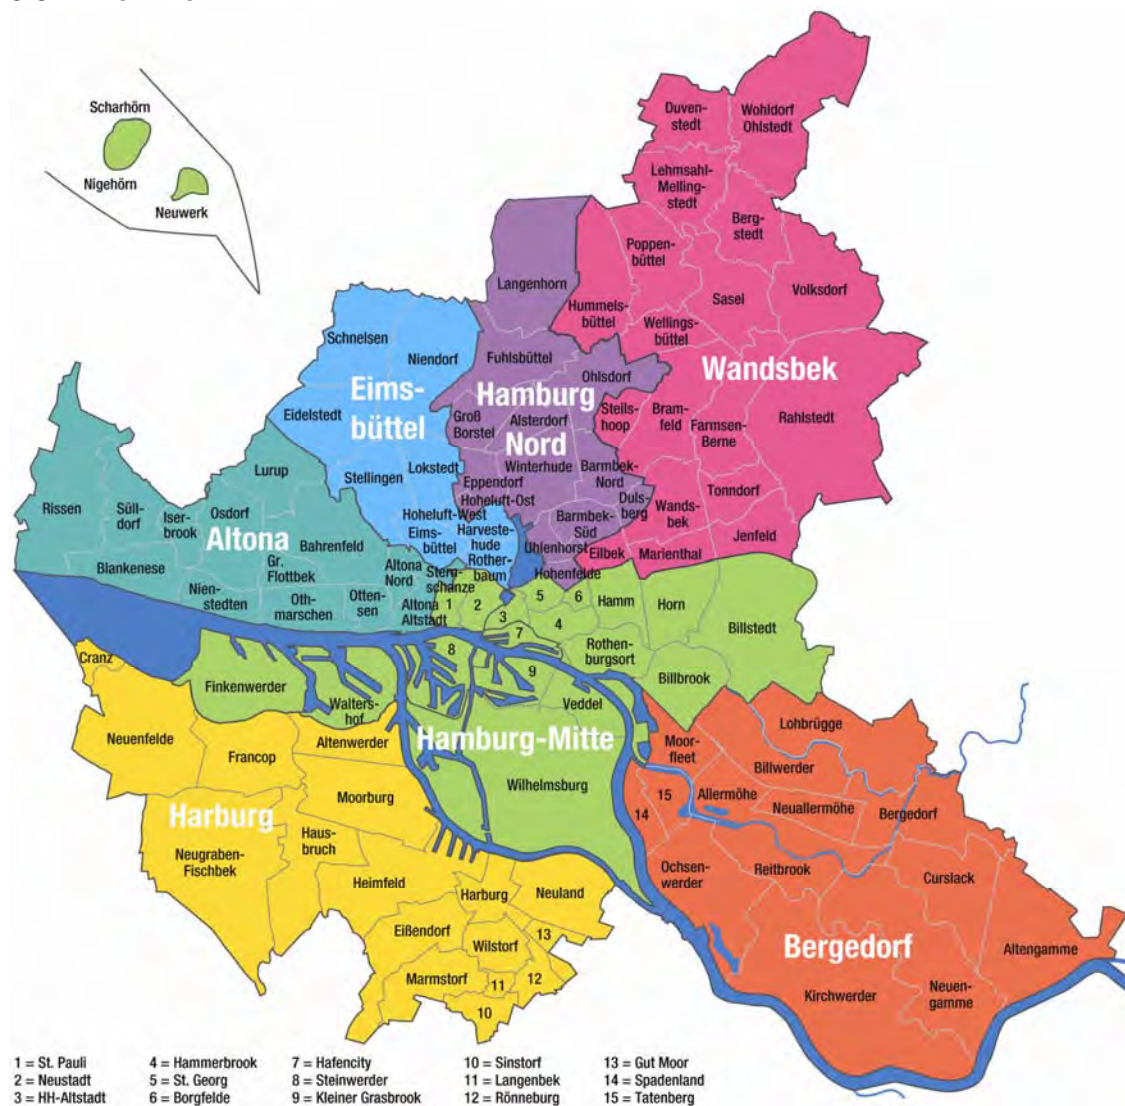 Scharhörn
Nigehörn
Neuwerk
Duven-
stedt
Wohldorf
Ohlstedt
Lehmsahl-
Melling-
stedt
Berg-
stedt
Poppen-
büttel
Langenhorn
Hummels-
büttel
Sasel
Volksdorf
Wellings-
büttel
Schnelsen
Niendorf
Fuhlsbüttel
Ohlsdorf
Wandsbek
Eims-
büttel
Hamburg
Nord
Eidelstedt
Groß
Borstel
Alsterdorf
Steils-
hoop
Bram-
feld
Farmsen-
Berne
Rahlstedt
Lurup
Stellingen
Lokstedt
Winterhude
Barmbek-
Nord
Eppendorf
Hoheluft-Ost
Duls-
berg
Wands-
bek
Tonndorf
Rissen
Süll-
dorf
Iser-
brook
Osdorf
Altona
Bahrenfeld
Hoheluft-West
Eims-
büttel
Harveste-
hude
Rother-
baum
Barmbek-
Süd
Uhlenhorst
Eilbek
Marienthal
Jenfeld
Blankenese
Gr.
Flottbek
Altona
Nord
Stern-
schanze
Hohenfelde
Nien-
stedten
Oth-
marschen
Otten-
sen
Altona
Altstadt
1
2
3
4
5
6
7
8
9
Hamm
Horn
Billstedt
Rothen-
burgsort
Billbrook
Cranz
Finkenwerder
Walters-
hof
Veddel
Hamburg-Mitte
Wilhelmsburg
Neuenfelde
Francop
Altenwerder
Moorburg
Harburg
Haus-
bruch
Neugraben-
Fischbek
Heimfeld
Harburg
Neuland
Eißendorf
Wilstorf
13
Marmstorf
11
12
10
Lohbrügge
Moor-
fleet
Billwerder
15
Allermöhe
Neuallermöhe
Bergedorf
14
Ochsen-
werder
Reitbrook
Curslack
Bergedorf
Altengamme
Kirchwerder
Neuen-
gamme
1 = St. Pauli
2 = Neustadt
3 = HH-Altstadt
4 = Hammerbrook
5 = St. Georg
6 = Borgfelde
7 = Hafencity
8 = Steinwerder
9 = Kleiner Grasbrook
10 = Sinstorf
11 = Langenbek
12 = Rönneburg
13 = Gut Moor
14 = Spadenland
15 = Tatenberg